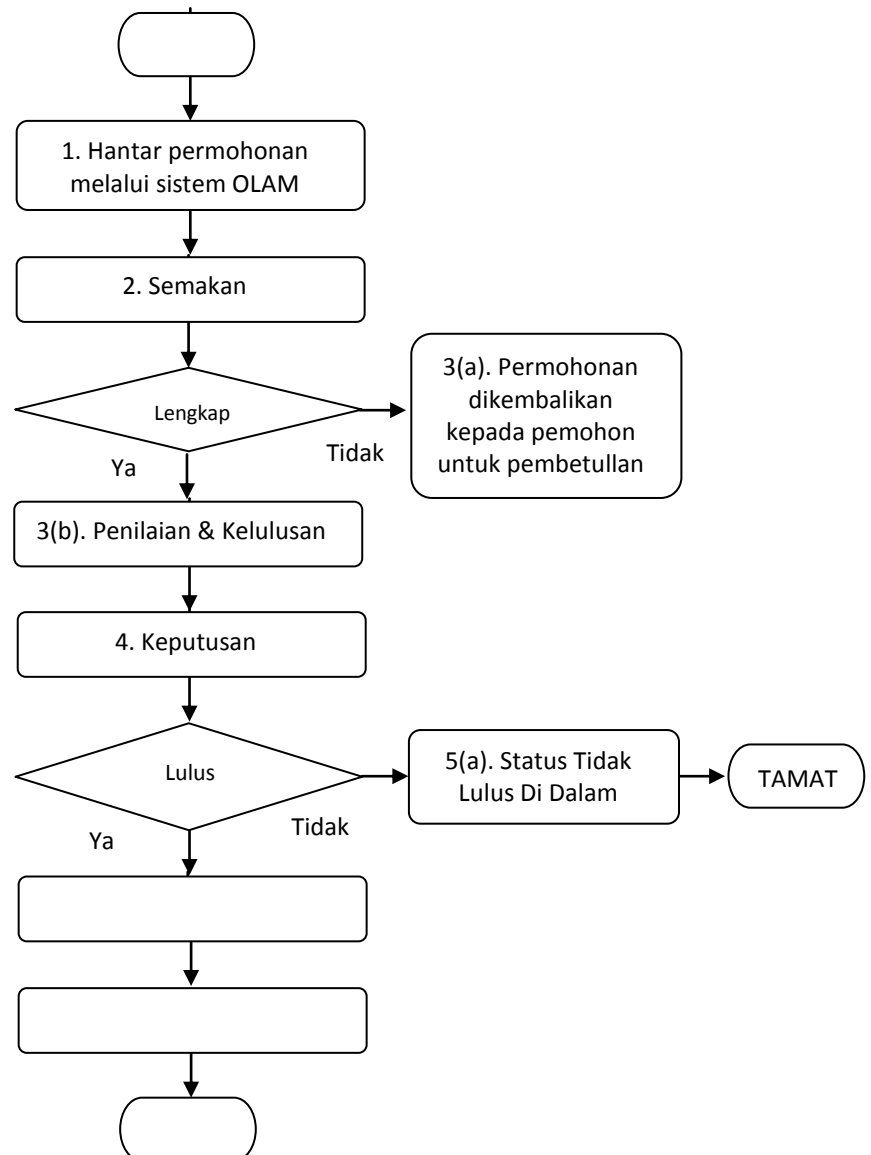 1. Hantar permohonan
melalui sistem OLAM
2. Semakan
Lengkap
Tidak
Ya
3(a). Permohonan
dikembalikan
kepada pemohon
untuk pembetullan
3(b). Penilaian & Kelulusan
4. Keputusan
Lulus
Tidak
Ya
5(a). Status Tidak
Lulus Di Dalam
TAMAT